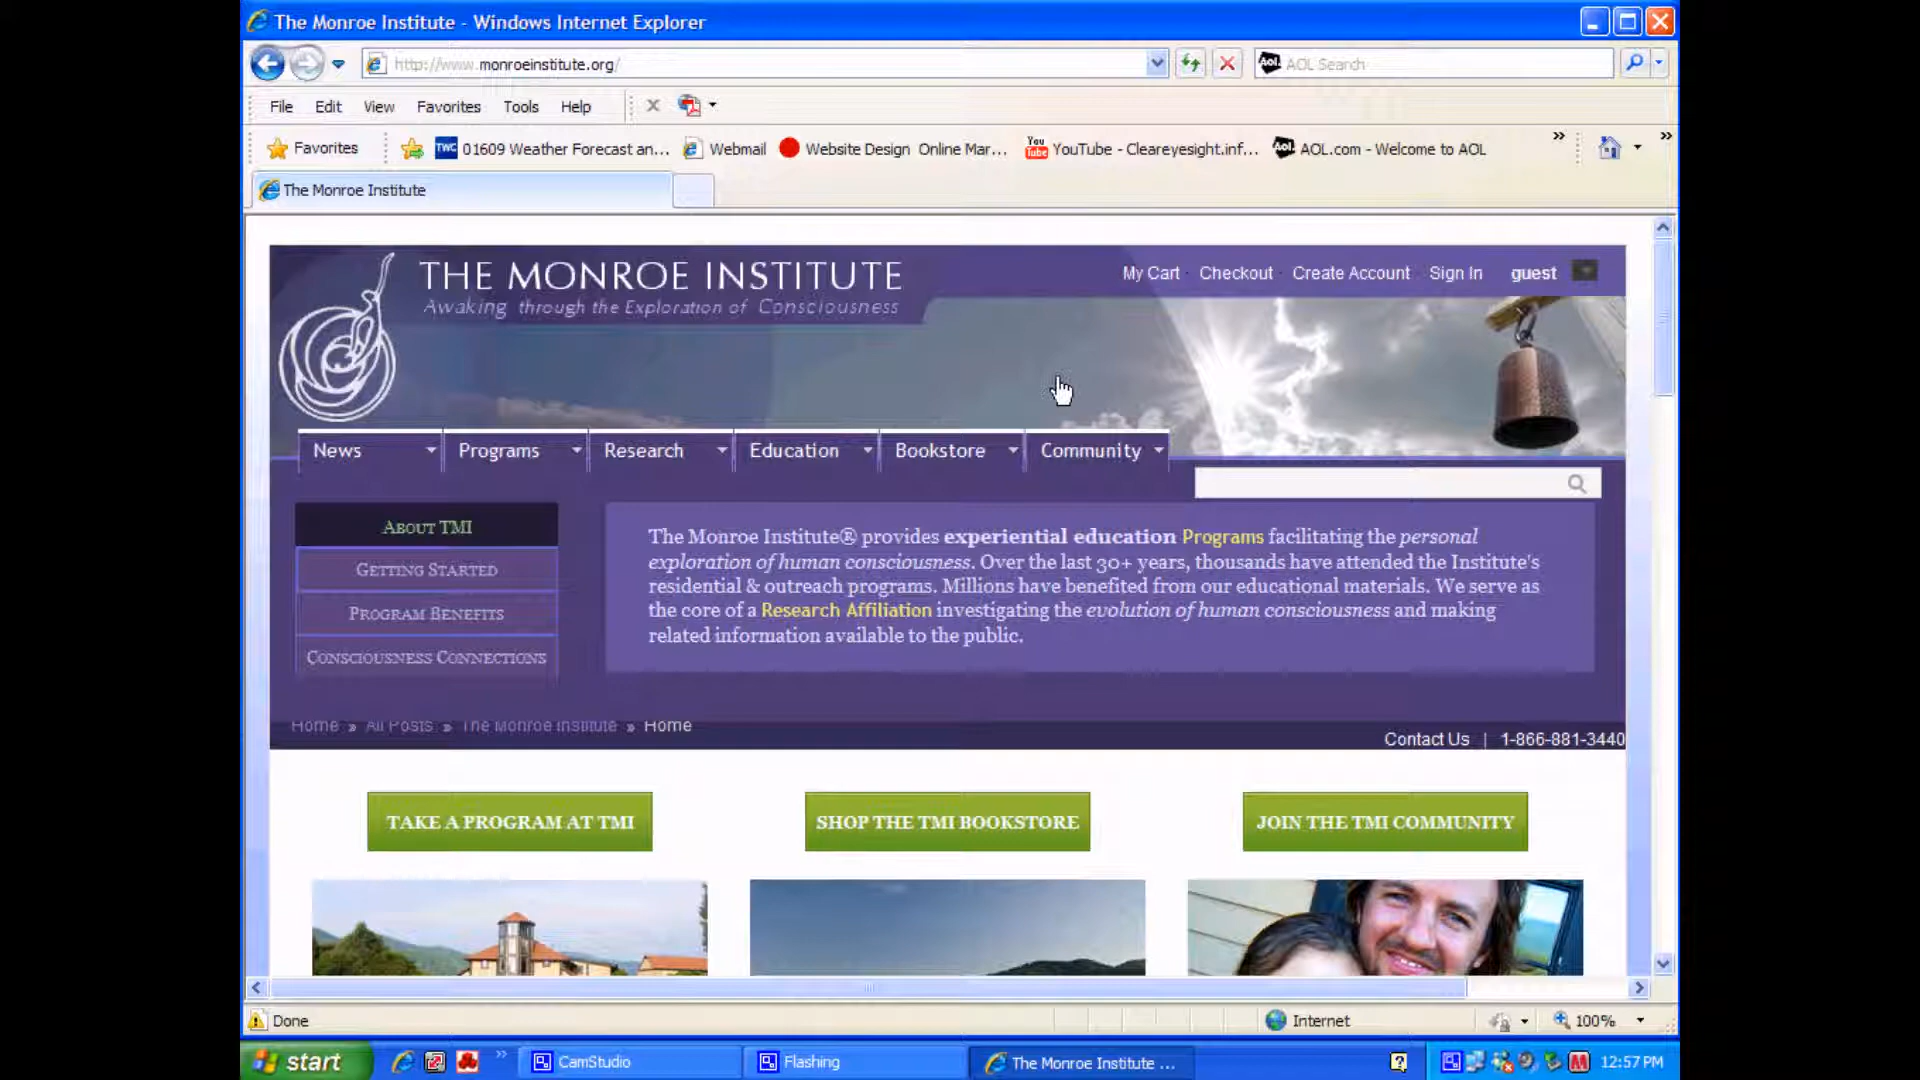 The Monroe Institute - Windows Internet Explorer
http://www.monroeinstitute.org/
AOL Search
File Edit View Favorites Tools Help
Favorites
TWC 01609 Weather Forecast an...
Webmail
Website Design Online Mar...
You Tube YouTube - Cleareyesight.inf...
Aol. AOL.com - Welcome to AOL
The Monroe Institute
THE MONROE INSTITUTE
Awaking through the Exploration of Consciousness
My Cart Checkout Create Account Sign In guest
News Programs Research Education Bookstore Community
ABOUT TMI
GETTING STARTED
PROGRAM BENEFITS
CONSCIOUSNESS CONNECTIONS
The Monroe Institute® provides experiential education Programs facilitating the personal
exploration of human consciousness. Over the last 30+ years, thousands have attended the Institute's
residential & outreach programs. Millions have benefited from our educational materials. We serve as
the core of a Research Affiliation investigating the evolution of human consciousness and making
related information available to the public.
Home » All Posts » The Monroe Institute » Home
Contact Us | 1-866-881-3440
TAKE A PROGRAM AT TMI
SHOP THE TMI BOOKSTORE
JOIN THE TMI COMMUNITY
Done
Internet
100%
start
CamStudio
Flashing
The Monroe Institute ...
12:57 PM